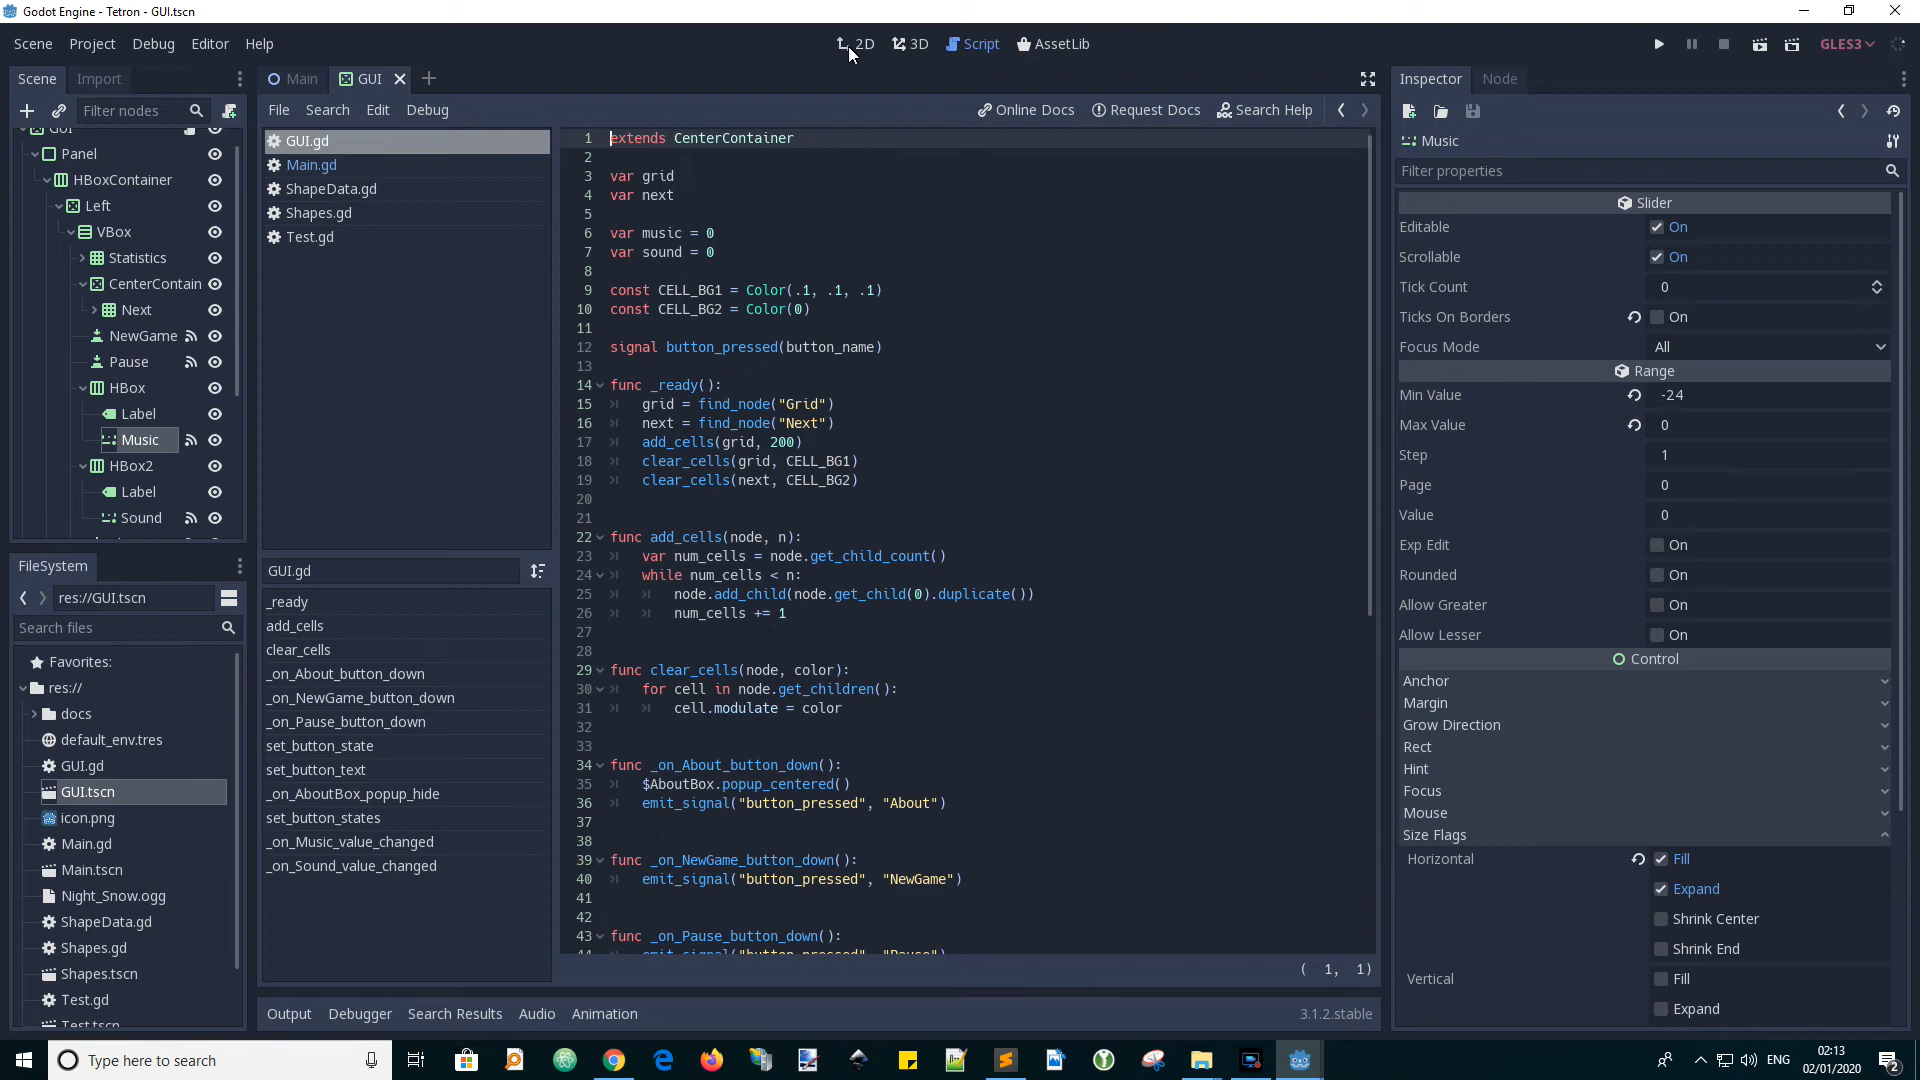 Godot Engine - Tetron - GUI.tscn
Scene Project Debug Editor Help
2D 3D Script AssetLib
GLES3
Scene Import
Filter nodes
GUI
Panel
HBoxContainer
Left
VBox
Statistics
CenterContain
Next
NewGame
Pause
HBox
Label
Music
HBox2
Label
Sound
FileSystem
res://GUI.tscn
Search files
Favorites:
res://
docs
default_env.tres
GUI.gd
GUI.tscn
icon.png
Main.gd
Main.tscn
Night_Snow.ogg
ShapeData.gd
Shapes.gd
Shapes.tscn
Test.gd
Test.tscn
Main GUI
File Search Edit Debug
Online Docs Request Docs Search Help
GUI.gd
Main.gd
ShapeData.gd
Shapes.gd
Test.gd
GUI.gd
_ready
add_cells
clear_cells
_on_About_button_down
_on_NewGame_button_down
_on_Pause_button_down
set_button_state
set_button_text
_on_AboutBox_popup_hide
set_button_states
_on_Music_value_changed
_on_Sound_value_changed
1 extends CenterContainer
2
3 var grid
4 var next
5
6 var music = 0
7 var sound = 0
8
9 const CELL_BG1 = Color(.1, .1, .1)
10 const CELL_BG2 = Color(0)
11
12 signal button_pressed(button_name)
13
14 func _ready():
15 grid = find_node("Grid")
16 next = find_node("Next")
17 add_cells(grid, 200)
18 clear_cells(grid, CELL_BG1)
19 clear_cells(next, CELL_BG2)
20
21
22 func add_cells(node, n):
23 var num_cells = node.get_child_count()
24 while num_cells < n:
25 node.add_child(node.get_child(0).duplicate())
26 num_cells += 1
27
28
29 func clear_cells(node, color):
30 for cell in node.get_children():
31 cell.modulate = color
32
33
34 func _on_About_button_down():
35 $AboutBox.popup_centered()
36 emit_signal("button_pressed", "About")
37
38
39 func _on_NewGame_button_down():
40 emit_signal("button_pressed", "NewGame")
41
42
43 func _on_Pause_button_down():
44 emit_signal("button_pressed", "Pause")
( 1, 1)
Output Debugger Search Results Audio Animation
3.1.2.stable
Inspector Node
Music
Filter properties
Slider
Editable On
Scrollable On
Tick Count 0
Ticks On Borders On
Focus Mode All
Range
Min Value -24
Max Value 0
Step 1
Page 0
Value 0
Exp Edit On
Rounded On
Allow Greater On
Allow Lesser On
Control
Anchor
Margin
Grow Direction
Rect
Hint
Focus
Mouse
Size Flags
Horizontal Fill
Expand
Shrink Center
Shrink End
Vertical Fill
Expand
Type here to search
ENG
02:13
02/01/2020
2